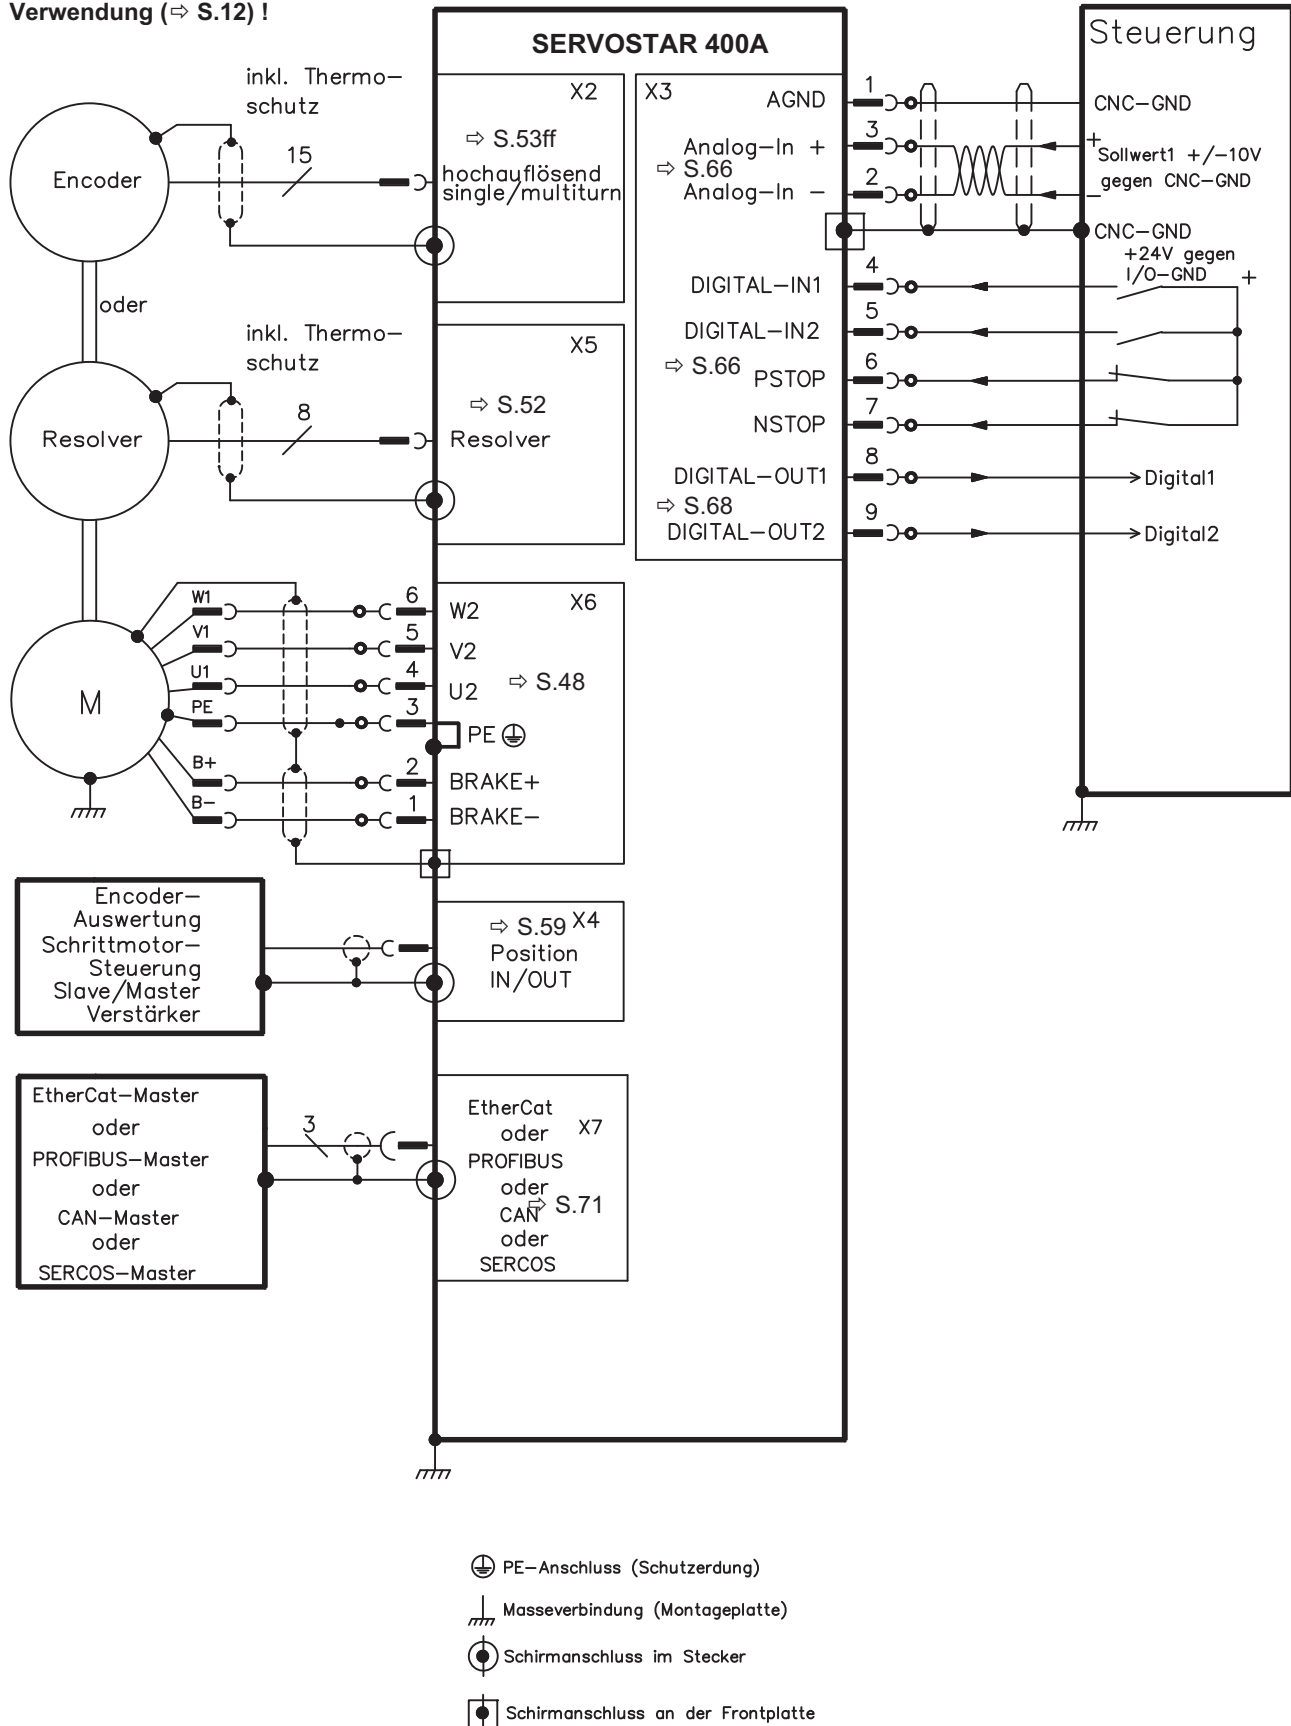 Verwendung (⇨ S.12) !
SERVOSTAR 400A
Steuerung
inkl. Thermo-
schutz
Encoder
15
X2
⇨ S.53ff
hochauflösend
single/multiturn
oder
inkl. Thermo-
schutz
Resolver
8
X5
⇨ S.52
Resolver
X3
AGND
1
CNC-GND
Analog-In +
3
⇨ S.66
Analog-In -
2
+
Sollwert1 +/-10V
gegen CNC-GND
-
CNC-GND
+24V gegen
I/O-GND
+
DIGITAL-IN1
4
DIGITAL-IN2
5
⇨ S.66
PSTOP
6
NSTOP
7
DIGITAL-OUT1
8
Digital1
⇨ S.68
DIGITAL-OUT2
9
Digital2
M
W1
6
W2
X6
V1
5
V2
U1
4
U2
⇨ S.48
PE
3
PE
B+
2
BRAKE+
B-
1
BRAKE-
Encoder-
Auswertung
Schrittmotor-
Steuerung
Slave/Master
Verstärker
⇨ S.59 X4
Position
IN/OUT
EtherCat-Master
oder
PROFIBUS-Master
oder
CAN-Master
oder
SERCOS-Master
3
EtherCat
oder
X7
PROFIBUS
oder
⇨ S.71
CAN
oder
SERCOS
PE-Anschluss (Schutzerdung)
Masseverbindung (Montageplatte)
Schirmanschluss im Stecker
Schirmanschluss an der Frontplatte